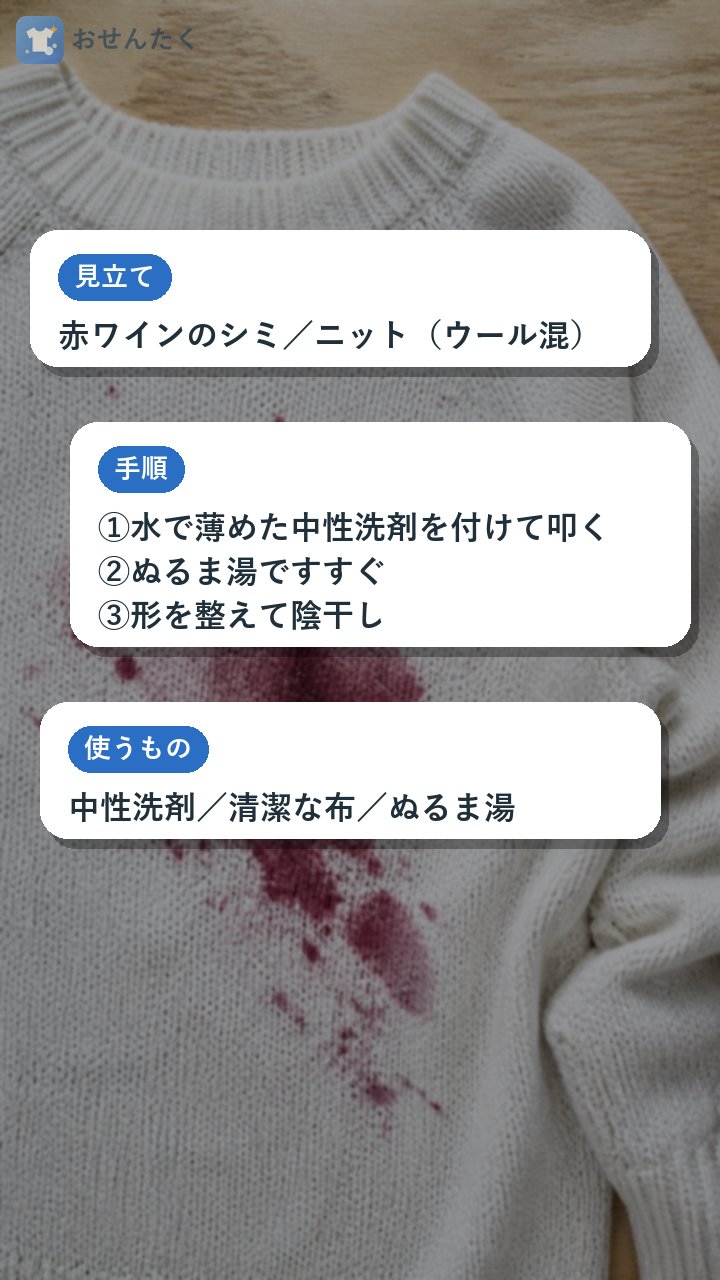 おせんたく
見立て
赤ワインのシミ／ニット（ウール混）
手順
①水で薄めた中性洗剤を付けて叩く
②ぬるま湯ですすぐ
③形を整えて陰干し
使うもの
中性洗剤／清潔な布／ぬるま湯